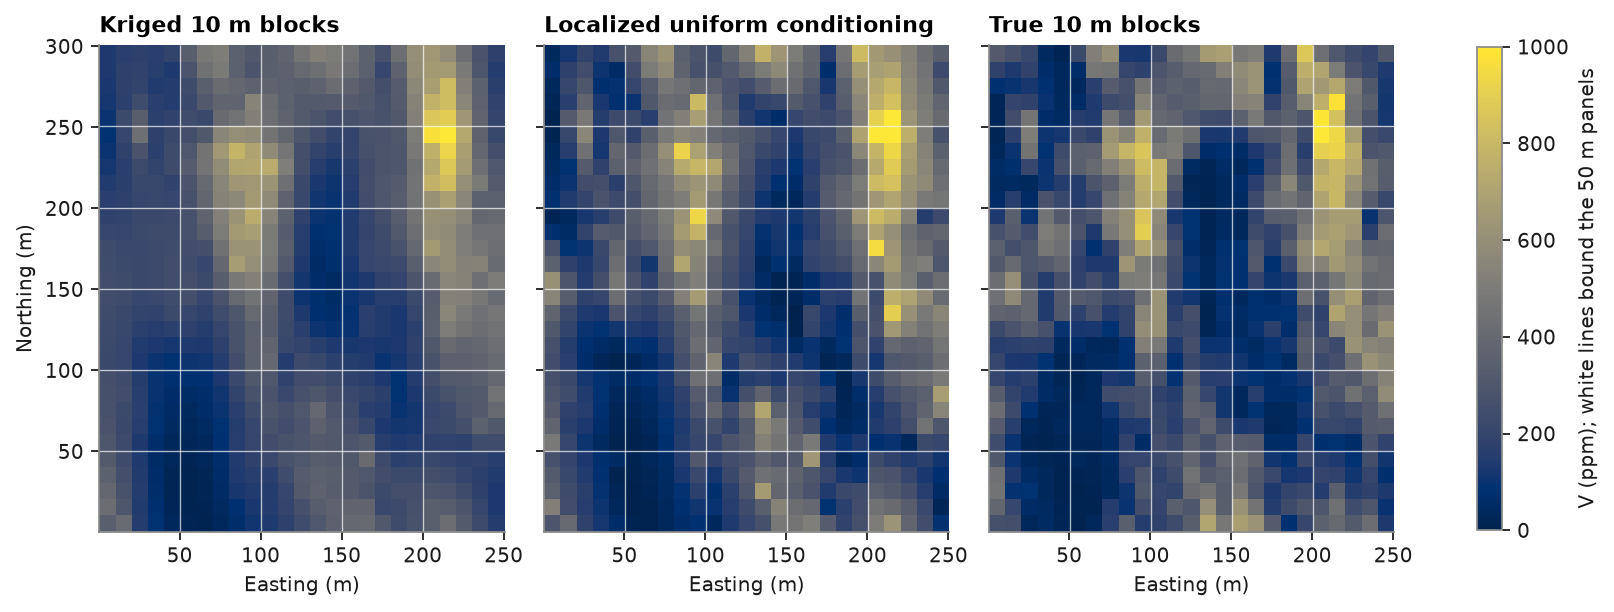 Kriged 10 m blocks
Localized uniform conditioning
True 10 m blocks
300
250
200
150
100
50
Northing (m)
50 100 150 200 250
Easting (m)
50 100 150 200 250
Easting (m)
50 100 150 200 250
Easting (m)
1000
800
600
400
200
0
V (ppm); white lines bound the 50 m panels